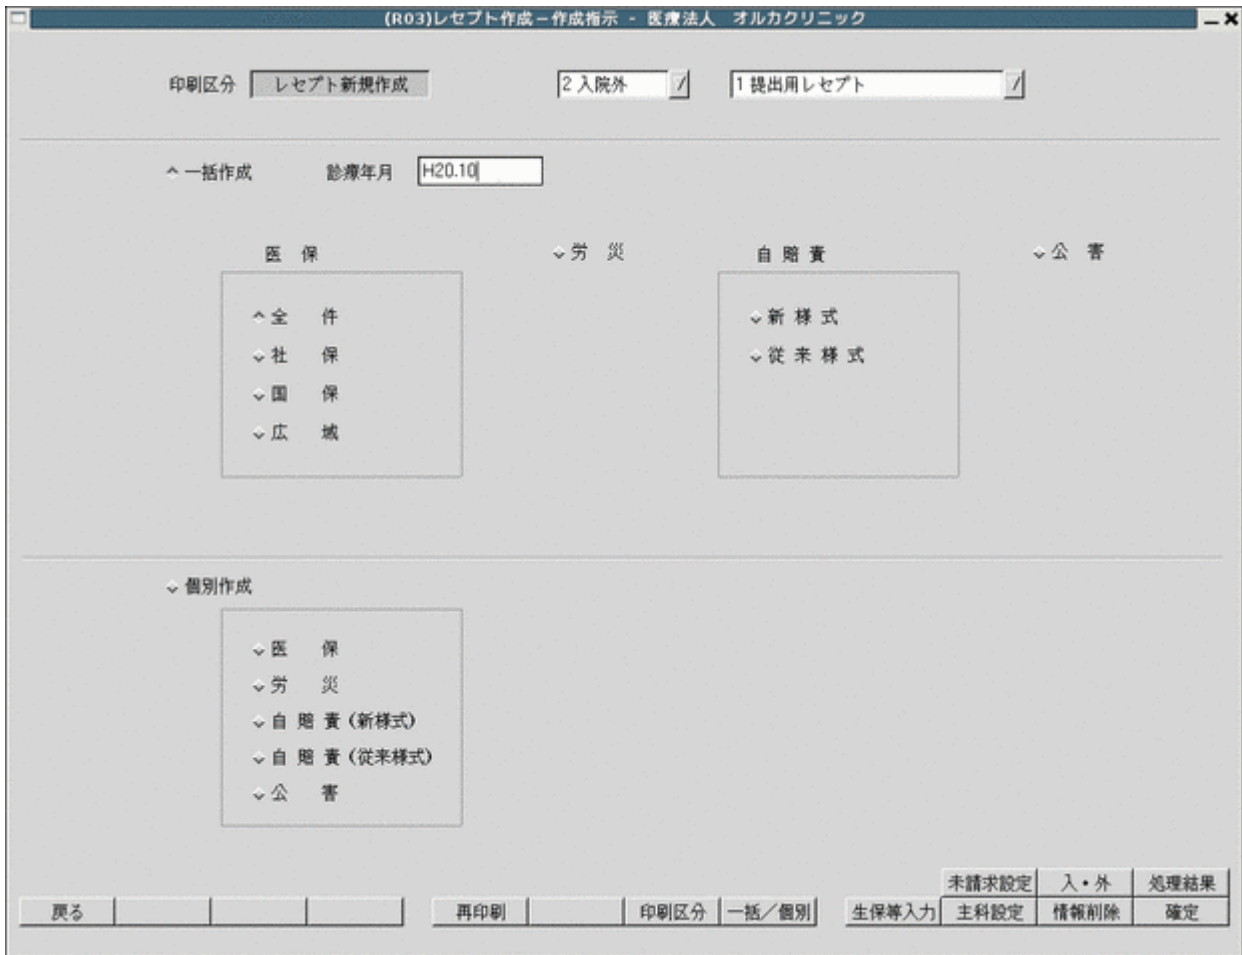 (R03)レセプト作成－作成指示 - 医療法人　オルカクリニック
印刷区分 レセプト新規作成 2 入院外 1 提出用レセプト
一括作成 診療年月 H20.10
医 保 労 災 自 賠 責 公 害
全 件 新 様 式
社 保 従 来 様 式
国 保
広 域
個別作成
医 保
労 災
自 賠 責（新様式）
自 賠 責（従来様式）
公 害
未請求設定 入・外 処理結果
戻る 再印刷 印刷区分 一括／個別 生保等入力 主科設定 情報削除 確定